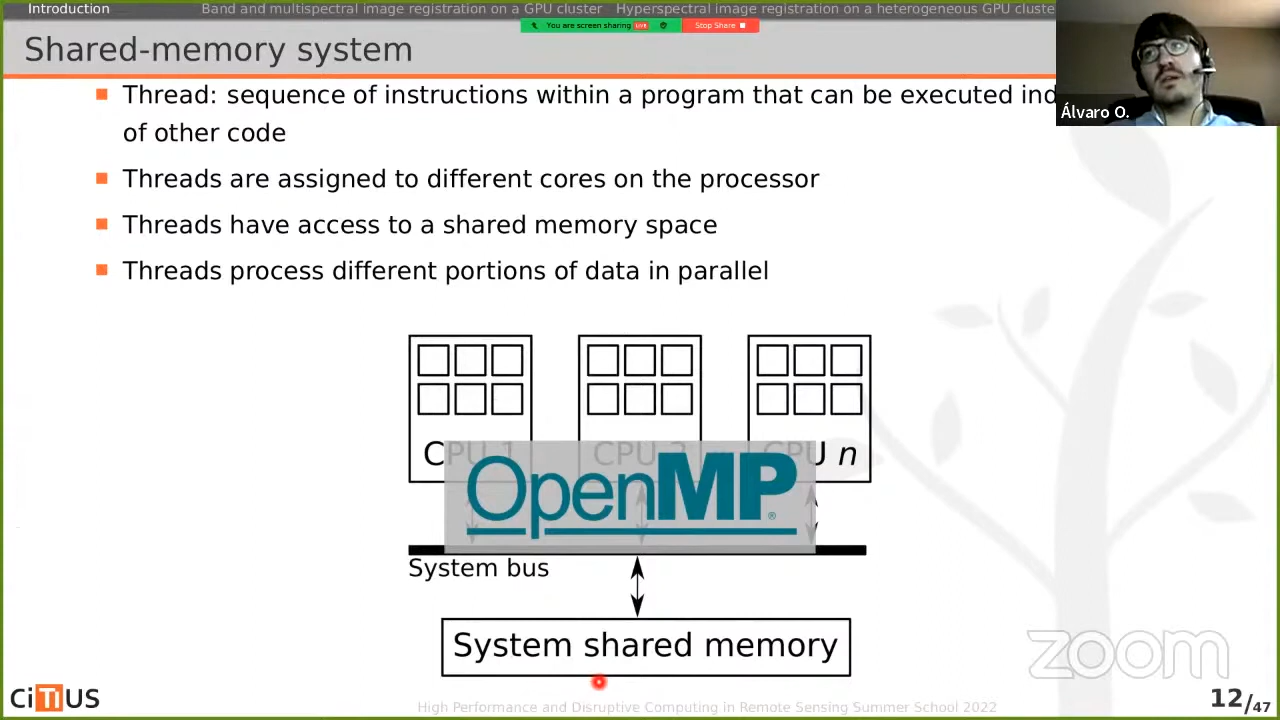 Introduction Band and multispectral image registration on a GPU cluster Hyperspectral image registration on a heterogeneous GPU cluste
You are screen sharing LIVE Stop Share
Shared-memory system
Álvaro O.
Thread: sequence of instructions within a program that can be executed ind
of other code
Threads are assigned to different cores on the processor
Threads have access to a shared memory space
Threads process different portions of data in parallel
CPU 1 CPU 2 CPU n
OpenMP®
System bus
System shared memory
zoom
CiTIUS High Performance and Disruptive Computing in Remote Sensing Summer School 2022 12/47